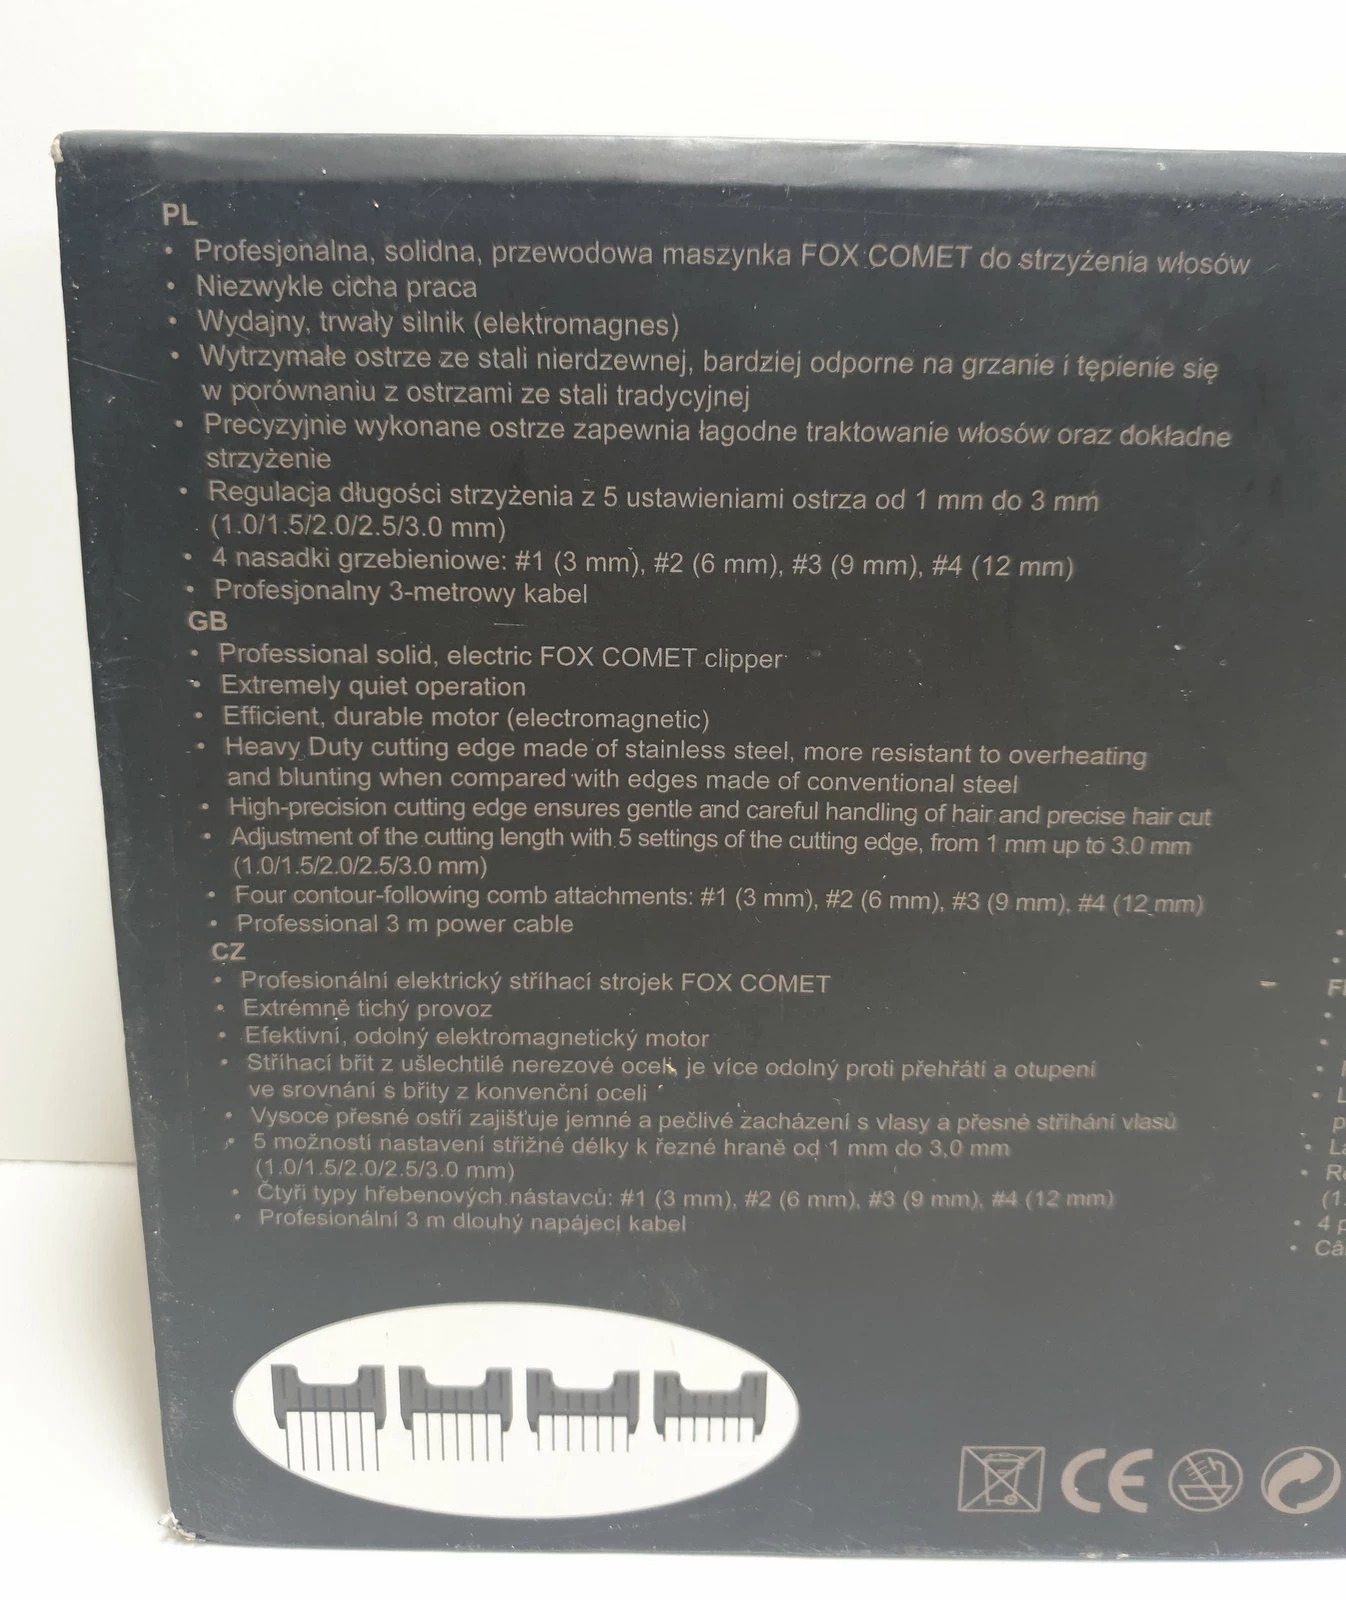 PL
• Profesjonalna, solidna, przewodowa maszynka FOX COMET do strzyżenia włosów
• Niezwykle cicha praca
• Wydajny, trwały silnik (elektromagnes)
• Wytrzymałe ostrze ze stali nierdzewnej, bardziej odporne na grzanie i tępienie się
w porównaniu z ostrzami ze stali tradycyjnej
• Precyzyjnie wykonane ostrze zapewnia łagodne traktowanie włosów oraz dokładne
strzyżenie
• Regulacja długości strzyżenia z 5 ustawieniami ostrza od 1 mm do 3 mm
(1.0/1.5/2.0/2.5/3.0 mm)
• 4 nasadki grzebieniowe: #1 (3 mm), #2 (6 mm), #3 (9 mm), #4 (12 mm)
• Profesjonalny 3-metrowy kabel
GB
• Professional solid, electric FOX COMET clipper
• Extremely quiet operation
• Efficient, durable motor (electromagnetic)
• Heavy Duty cutting edge made of stainless steel, more resistant to overheating
and blunting when compared with edges made of conventional steel
• High-precision cutting edge ensures gentle and careful handling of hair and precise hair cut
• Adjustment of the cutting length with 5 settings of the cutting edge, from 1 mm up to 3.0 mm
(1.0/1.5/2.0/2.5/3.0 mm)
• Four contour-following comb attachments: #1 (3 mm), #2 (6 mm), #3 (9 mm), #4 (12 mm)
• Professional 3 m power cable
CZ
• Profesionální elektrický stříhací strojek FOX COMET
• Extrémně tichý provoz
• Efektivní, odolný elektromagnetický motor
• Stříhací břit z ušlechtilé nerezové oceli, je více odolný proti přehřátí a otupení
ve srovnání s břity z konvenční oceli
• Vysoce přesné ostří zajišťuje jemné a pečlivé zacházení s vlasy a přesné stříhání vlasů
• 5 možností nastavení střižné délky k řezné hraně od 1 mm do 3,0 mm
(1.0/1.5/2.0/2.5/3.0 mm)
• Čtyři typy hřebenových nástavců: #1 (3 mm), #2 (6 mm), #3 (9 mm), #4 (12 mm)
• Profesionální 3 m dlouhý napájecí kabel
CE